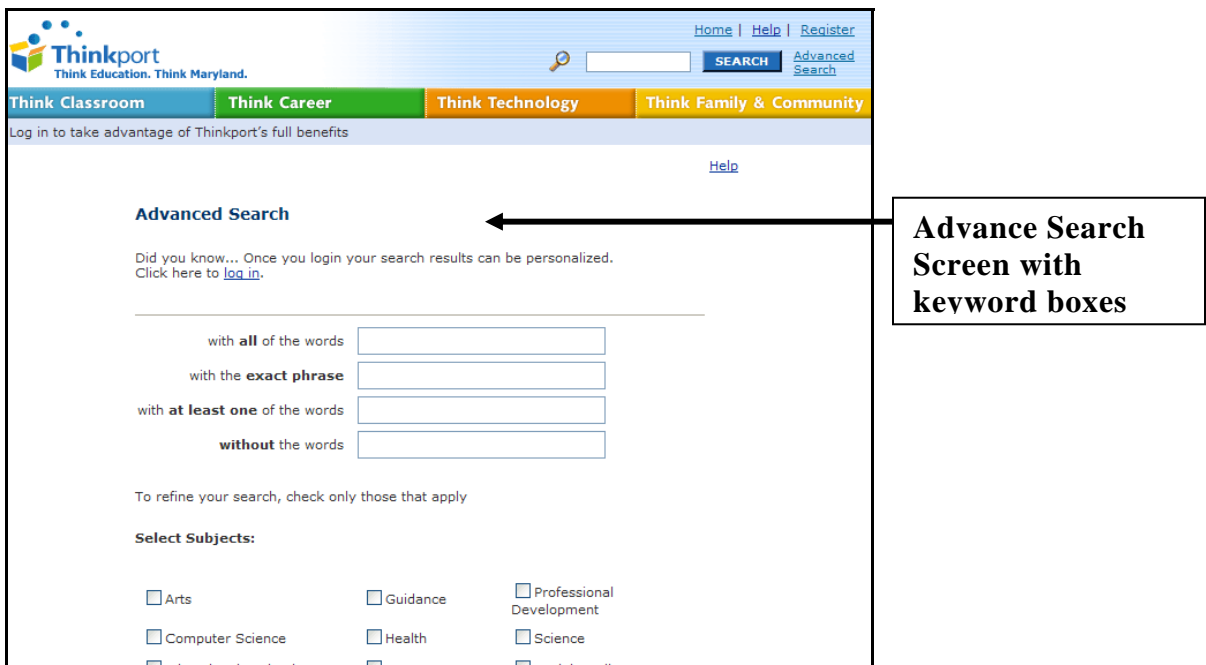 Home | Help | Register
Thinkport
Think Education. Think Maryland.
SEARCH
Advanced
Search
Think Classroom Think Career Think Technology Think Family & Community
Log in to take advantage of Thinkport's full benefits
Help
Advanced Search
Did you know... Once you login your search results can be personalized.
Click here to log in.
with all of the words
with the exact phrase
with at least one of the words
without the words
To refine your search, check only those that apply
Select Subjects:
Arts Guidance Professional
Development
Computer Science Health Science
Advance Search
Screen with
keyword boxes